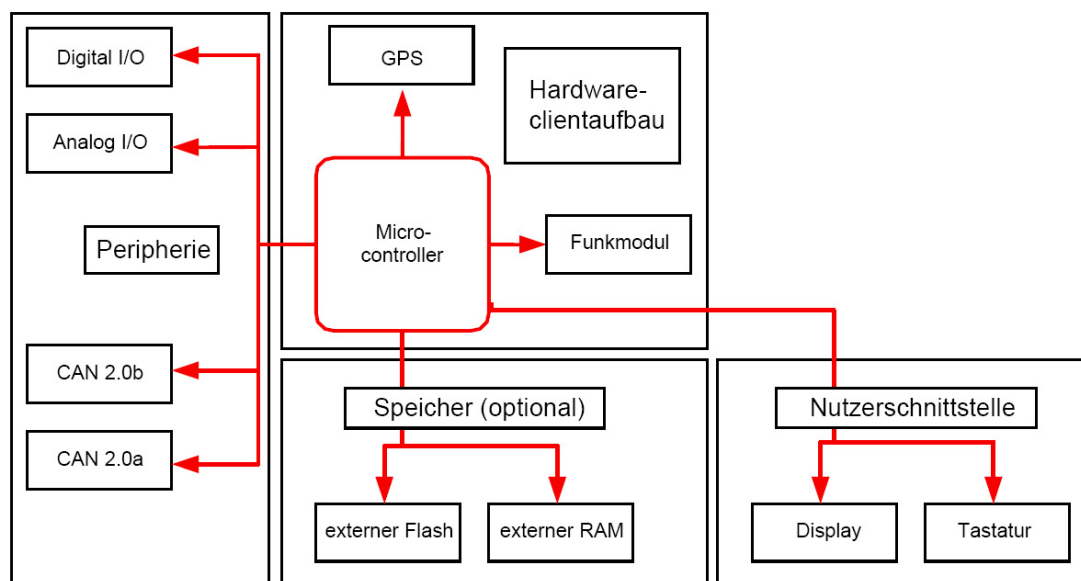 Digital I/O
Analog I/O
Peripherie
CAN 2.0b
CAN 2.0a
GPS
Hardware-
clientaufbau
Micro-
controller
Funkmodul
Speicher (optional)
externer Flash
externer RAM
Nutzerschnittstelle
Display
Tastatur